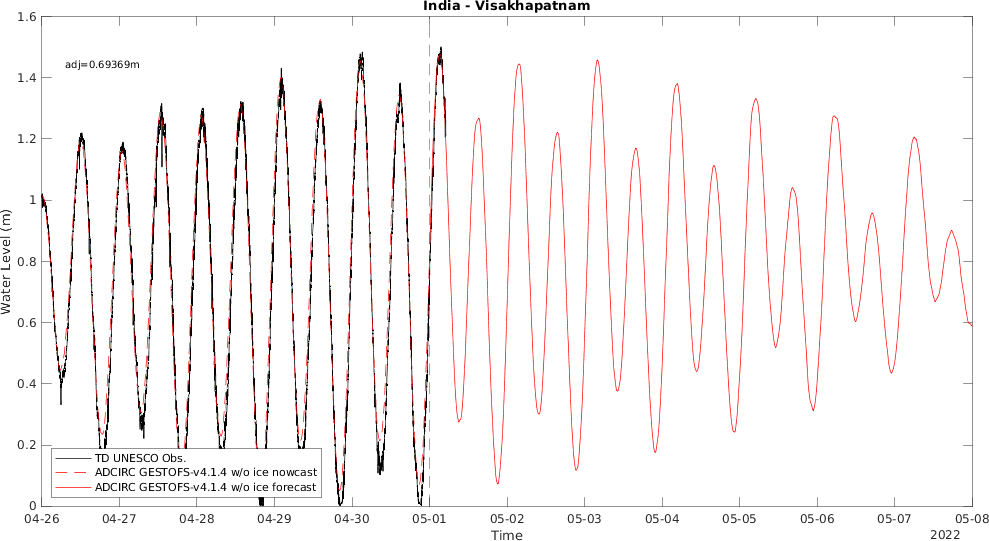 India - Visakhapatnam
1.6
1.4
1.2
1
0.8
0.6
0.4
0.2
0
Water Level (m)
adj=0.69369m
TD UNESCO Obs.
ADCIRC GESTOFS-v4.1.4 w/o ice nowcast
ADCIRC GESTOFS-v4.1.4 w/o ice forecast
04-26 04-27 04-28 04-29 04-30 05-01 05-02 05-03 05-04 05-05 05-06 05-07 05-08
Time
2022